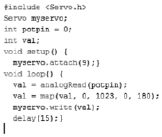 #include <Servo.h>
Servo myservo;
int potpin = 0;
int val;
void setup() {
  myservo.attach(9);}
void loop() {
  val = analogRead(potpin);
  val = map(val, 0, 1023, 0, 180);
  myservo.write(val);
  delay(15);}